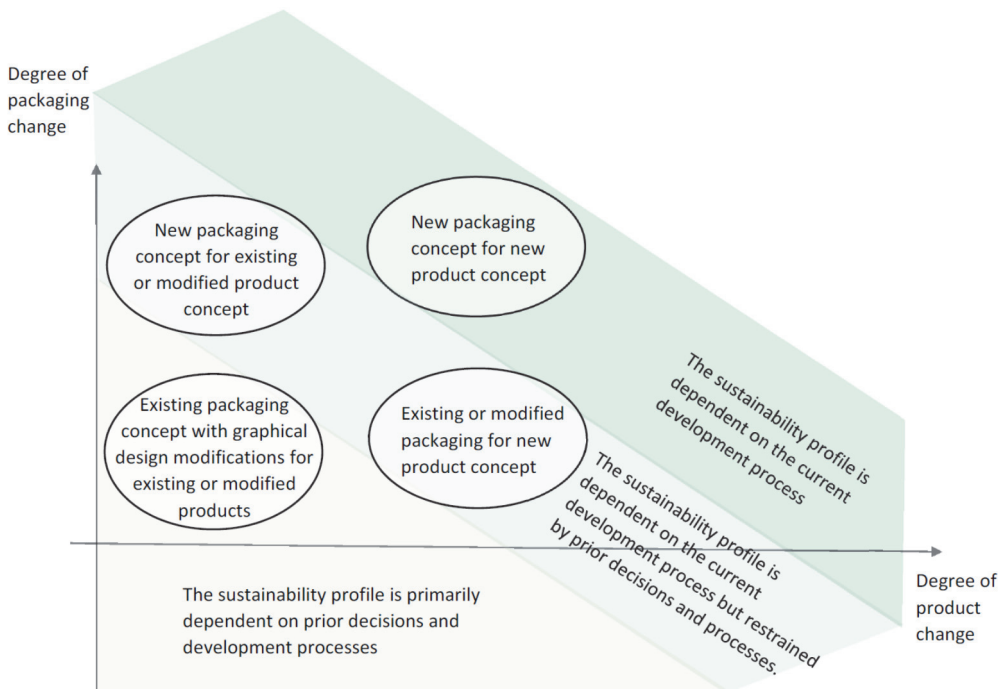 Degree of
packaging
change
New packaging
concept for existing
or modified product
concept
New packaging
concept for new
product concept
Existing packaging
concept with graphical
design modifications for
existing or modified
products
Existing or modified
packaging for new
product concept
The sustainability profile is
dependent on the current
development process
The sustainability profile is
dependent on the current
development process but restrained
by prior decisions and processes.
The sustainability profile is primarily
dependent on prior decisions and
development processes
Degree of
product
change